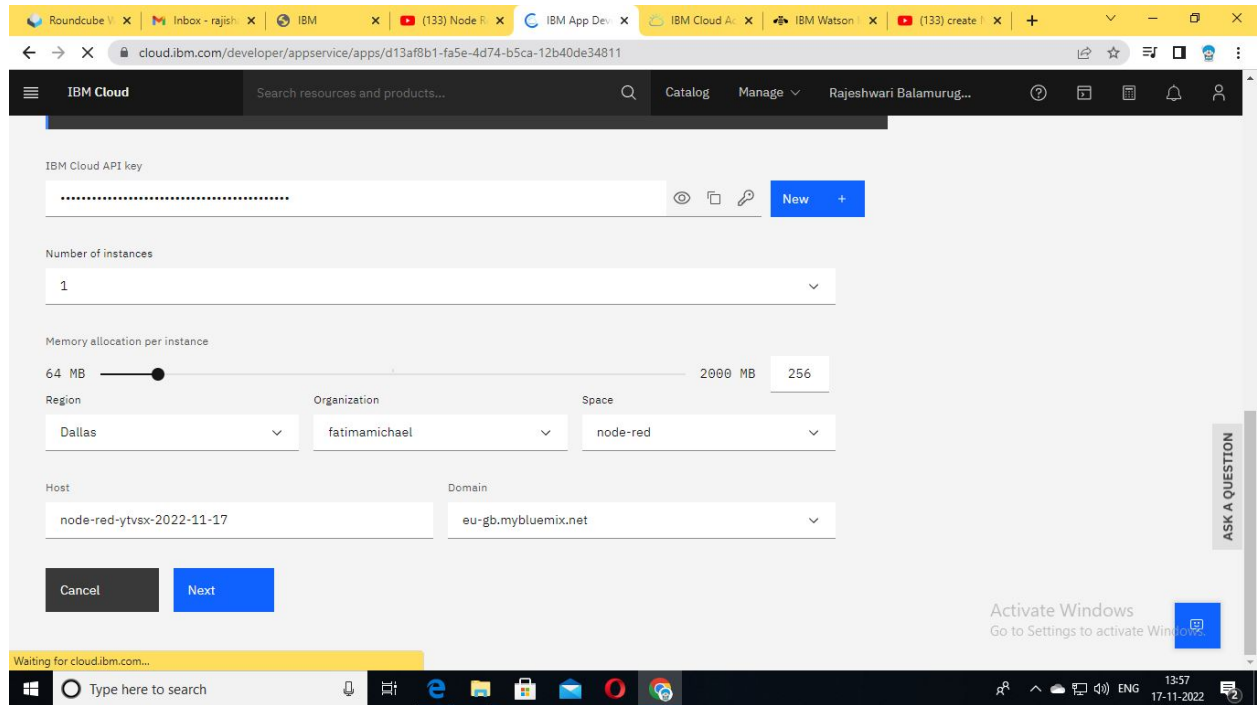 Roundcube W
Inbox - rajish
IBM
(133) Node R
IBM App Dev
IBM Cloud Ac
IBM Watson
(133) create
cloud.ibm.com/developer/appservice/apps/d13af8b1-fa5e-4d74-b5ca-12b40de34811
IBM Cloud
Search resources and products...
Catalog
Manage
Rajeshwari Balamurug...
IBM Cloud API key
New +
Number of instances
1
Memory allocation per instance
64 MB
2000 MB
256
Region
Organization
Space
Dallas
fatimamichael
node-red
Host
Domain
node-red-ytvsx-2022-11-17
eu-gb.mybluemix.net
Cancel
Next
ASK A QUESTION
Activate Windows
Go to Settings to activate Windows.
Waiting for cloud.ibm.com...
Type here to search
ENG
13:57
17-11-2022
2